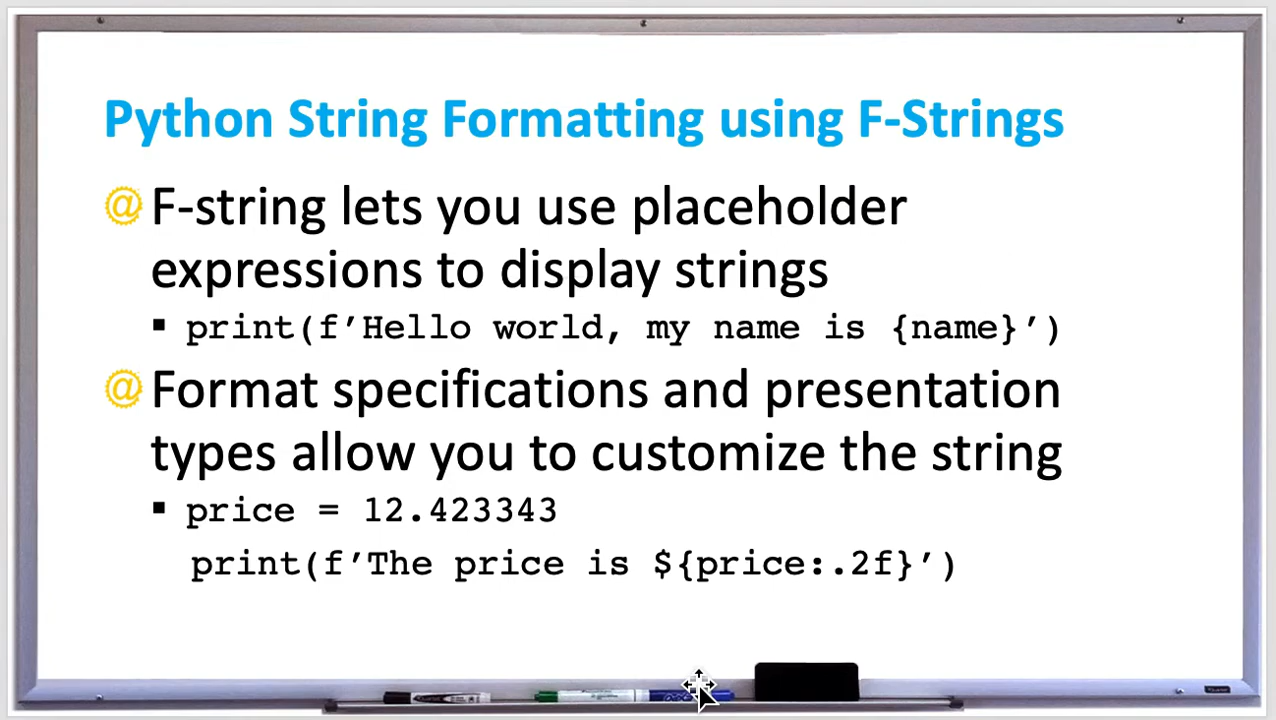 Python String Formatting using F-Strings
@ F-string lets you use placeholder
expressions to display strings
▪ print(f’Hello world, my name is {name}’)
@ Format specifications and presentation
types allow you to customize the string
▪ price = 12.423343
print(f’The price is ${price:.2f}’)